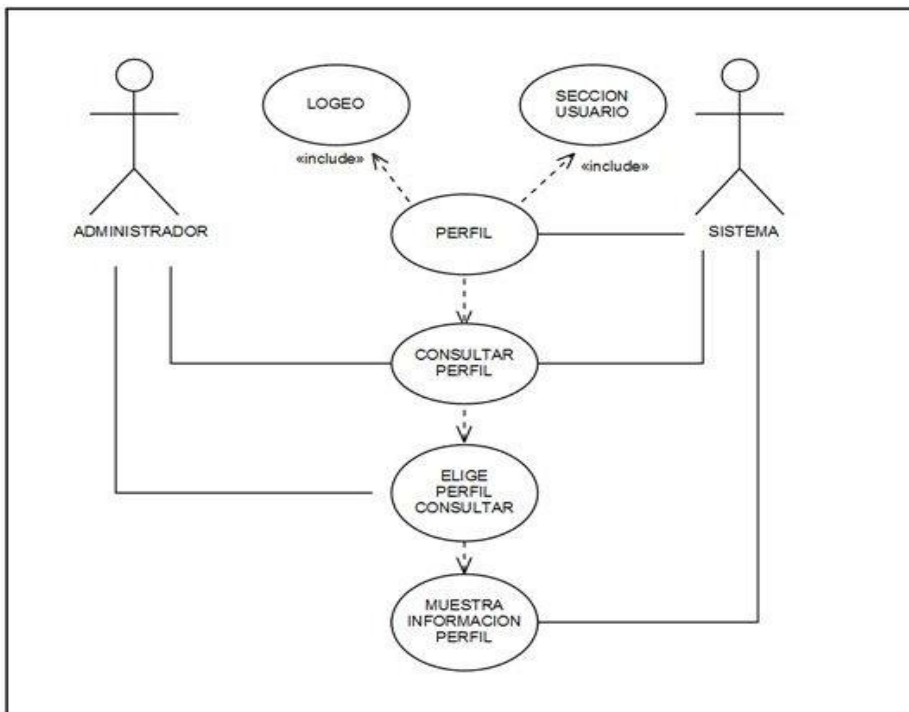 LOGEO
SECCION
USUARIO
«include»
«include»
ADMINISTRADOR
PERFIL
SISTEMA
CONSULTAR
PERFIL
ELIGE
PERFIL
CONSULTAR
MUESTRA
INFORMACION
PERFIL